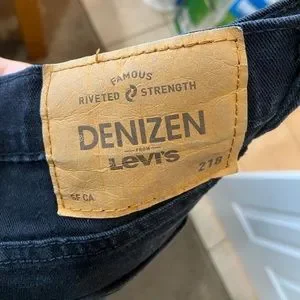 FAMOUS
RIVETED STRENGTH
DENIZEN
FROM
Levi's
218
SF CA